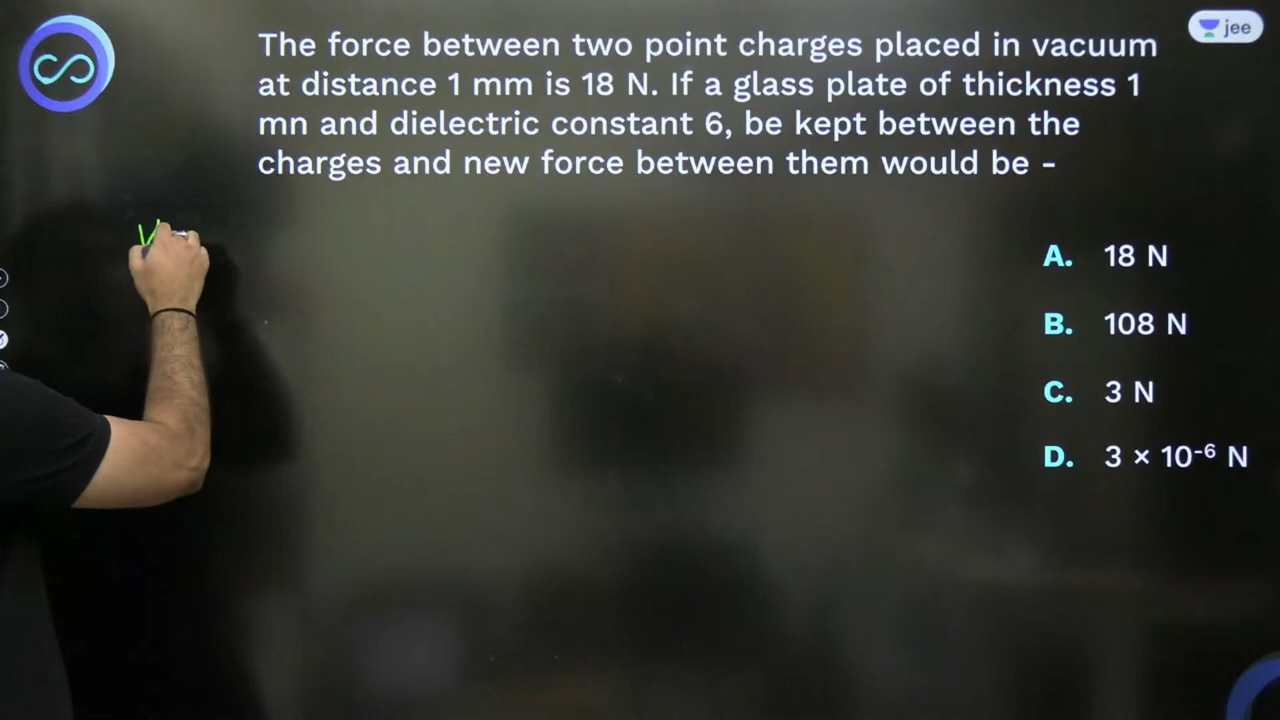 The force between two point charges placed in vacuum
at distance 1 mm is 18 N. If a glass plate of thickness 1
mn and dielectric constant 6, be kept between the
charges and new force between them would be -
jee
A. 18 N
B. 108 N
C. 3 N
D. 3 × 10⁻⁶ N